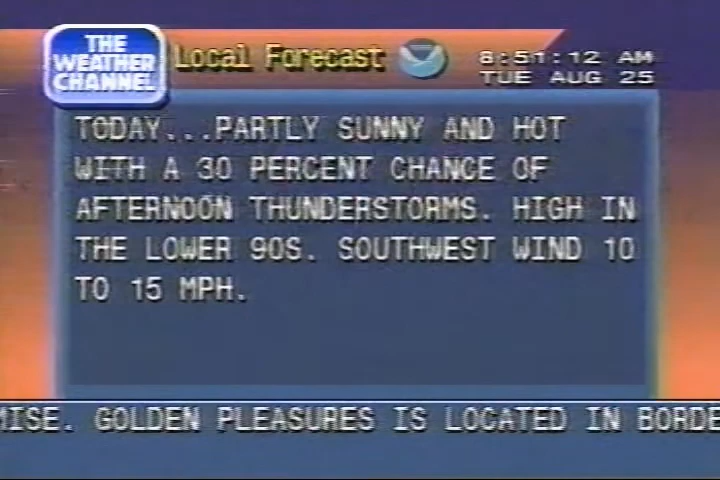 THE
WEATHER
CHANNEL
Local Forecast
8:51:12 AM
TUE AUG 25
TODAY...PARTLY SUNNY AND HOT
WITH A 30 PERCENT CHANCE OF
AFTERNOON THUNDERSTORMS. HIGH IN
THE LOWER 90S. SOUTHWEST WIND 10
TO 15 MPH.
MISE. GOLDEN PLEASURES IS LOCATED IN BORDE